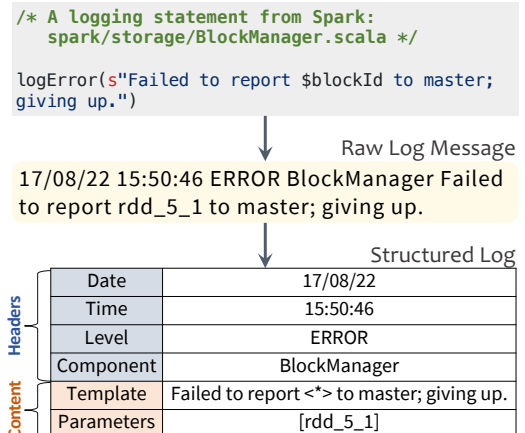 /* A logging statement from Spark:
spark/storage/BlockManager.scala */
logError(s"Failed to report $blockId to master;
giving up.")
Raw Log Message
17/08/22 15:50:46 ERROR BlockManager Failed
to report rdd_5_1 to master; giving up.
Structured Log
Headers
Date 17/08/22
Time 15:50:46
Level ERROR
Component BlockManager
Content
Template Failed to report <*> to master; giving up.
Parameters [rdd_5_1]